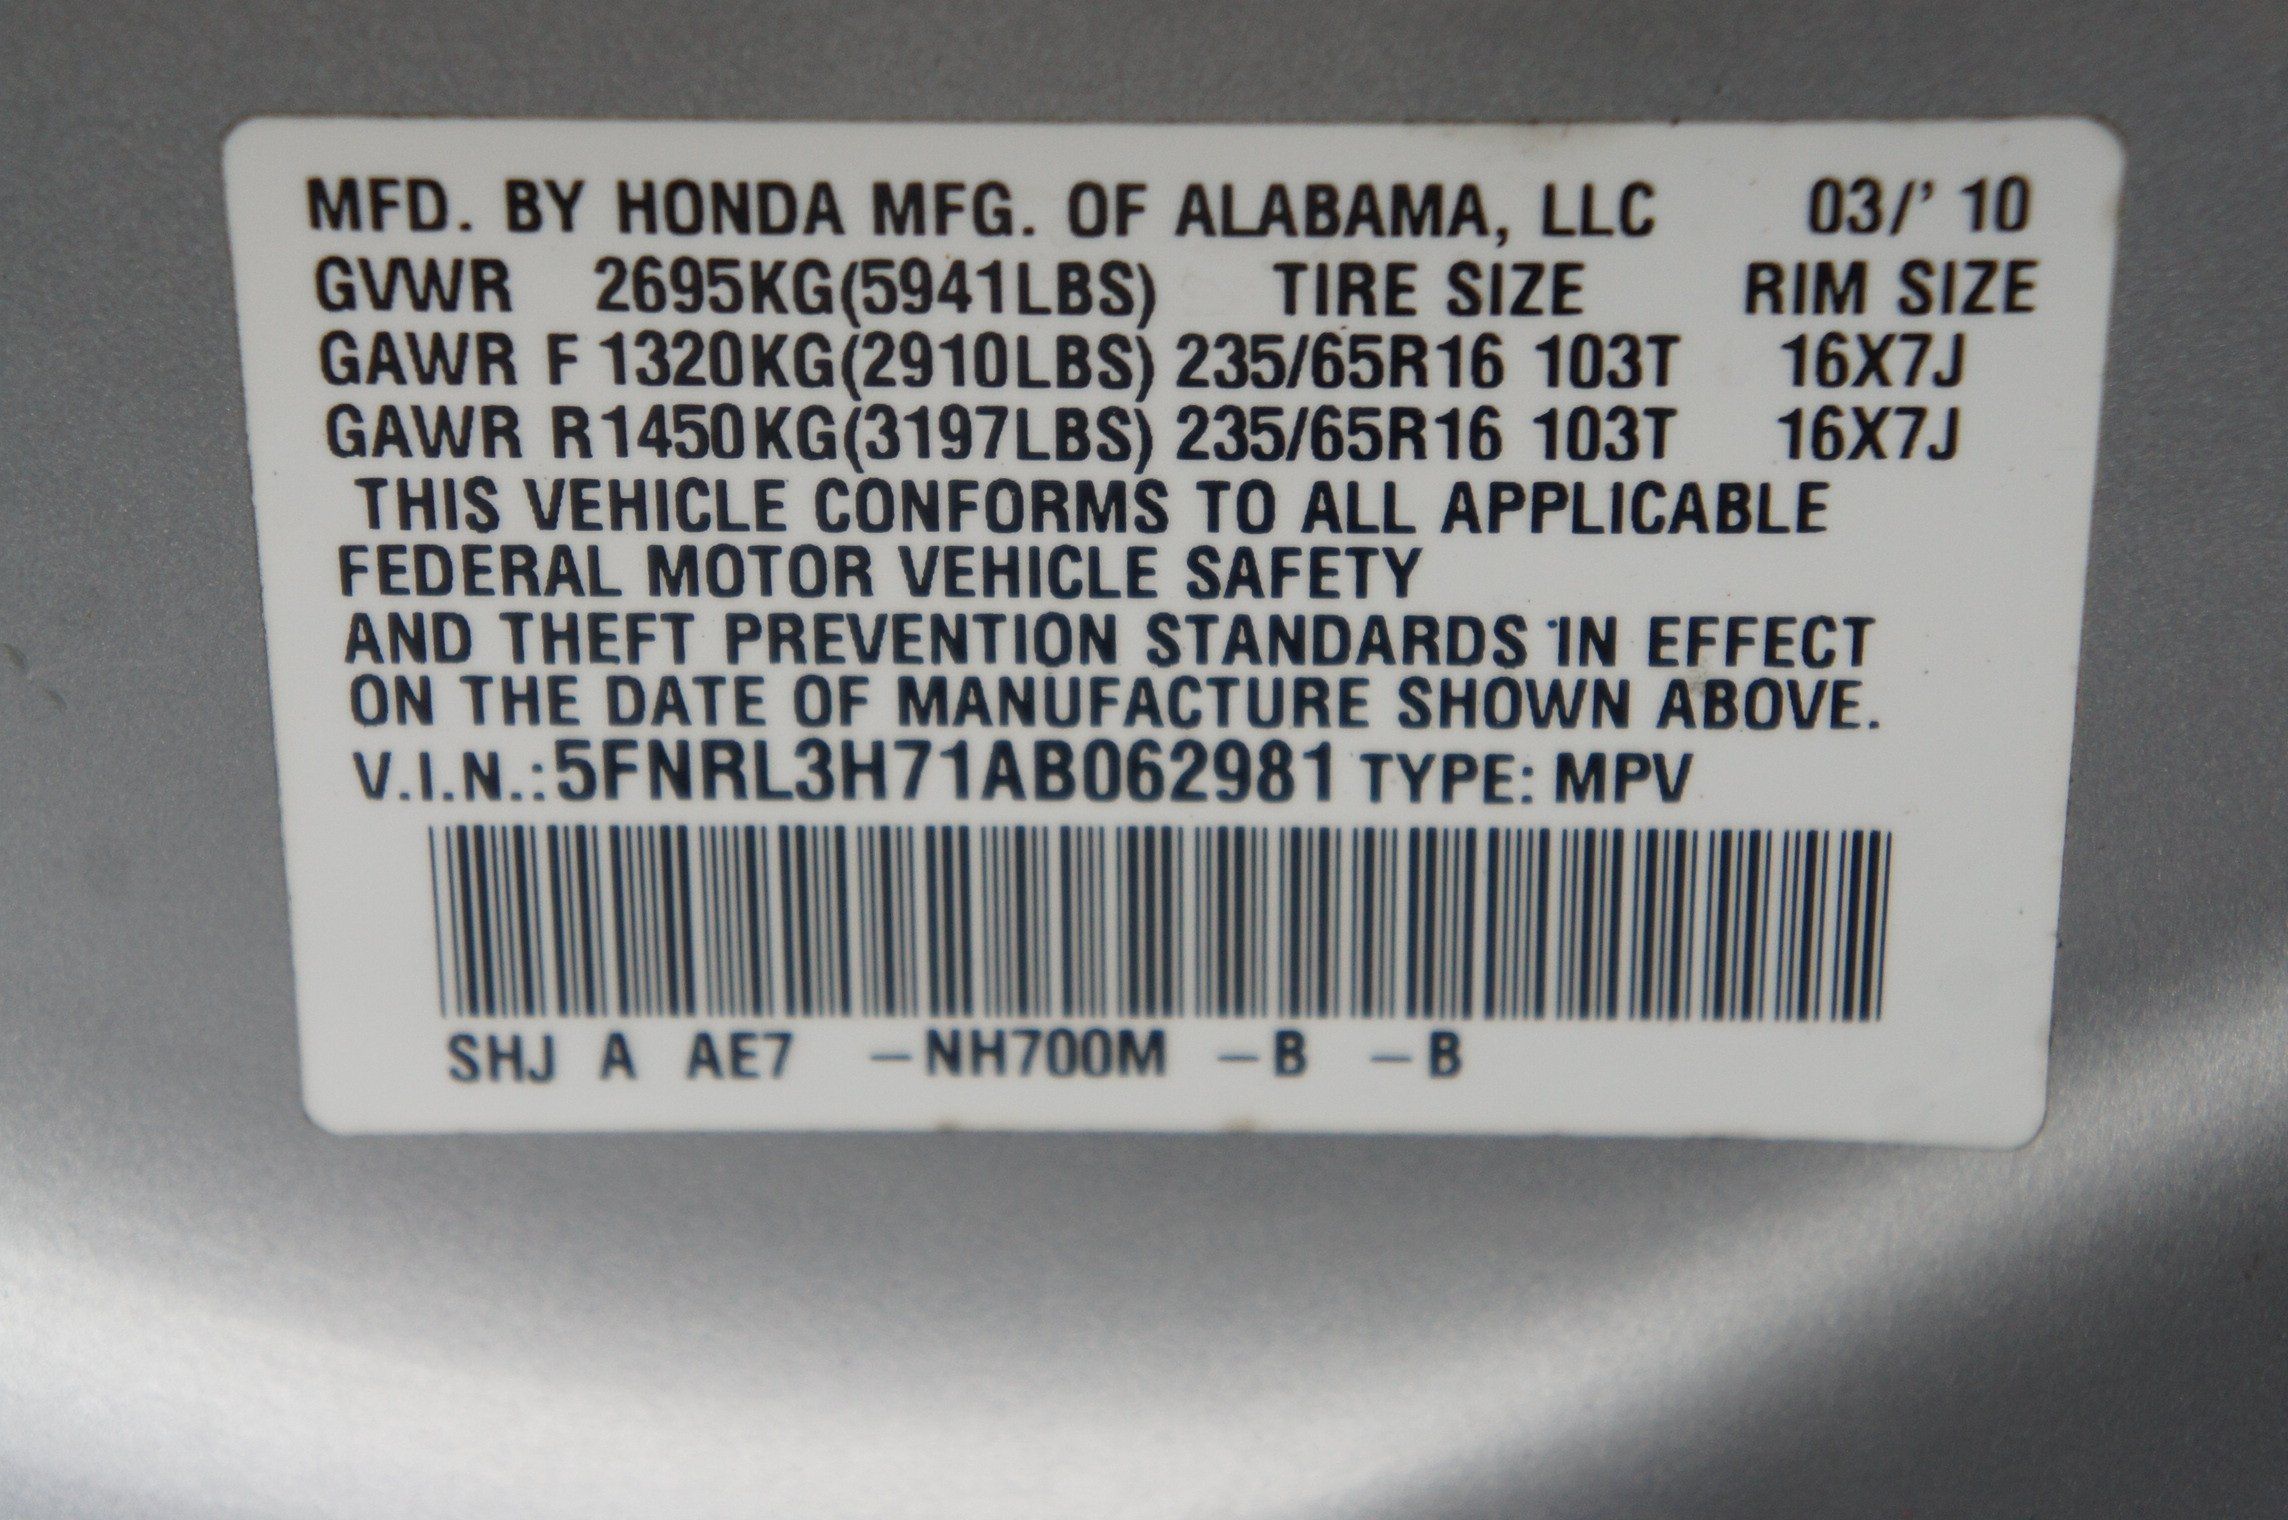 MFD. BY HONDA MFG. OF ALABAMA, LLC 03/'10
GVWR 2695KG(5941LBS) TIRE SIZE RIM SIZE
GAWR F 1320KG(2910LBS) 235/65R16 103T 16X7J
GAWR R1450KG(3197LBS) 235/65R16 103T 16X7J
THIS VEHICLE CONFORMS TO ALL APPLICABLE
FEDERAL MOTOR VEHICLE SAFETY
AND THEFT PREVENTION STANDARDS IN EFFECT
ON THE DATE OF MANUFACTURE SHOWN ABOVE.
V.I.N.:5FNRL3H71AB062981 TYPE: MPV
SHJ A AE7 –NH700M –B –B